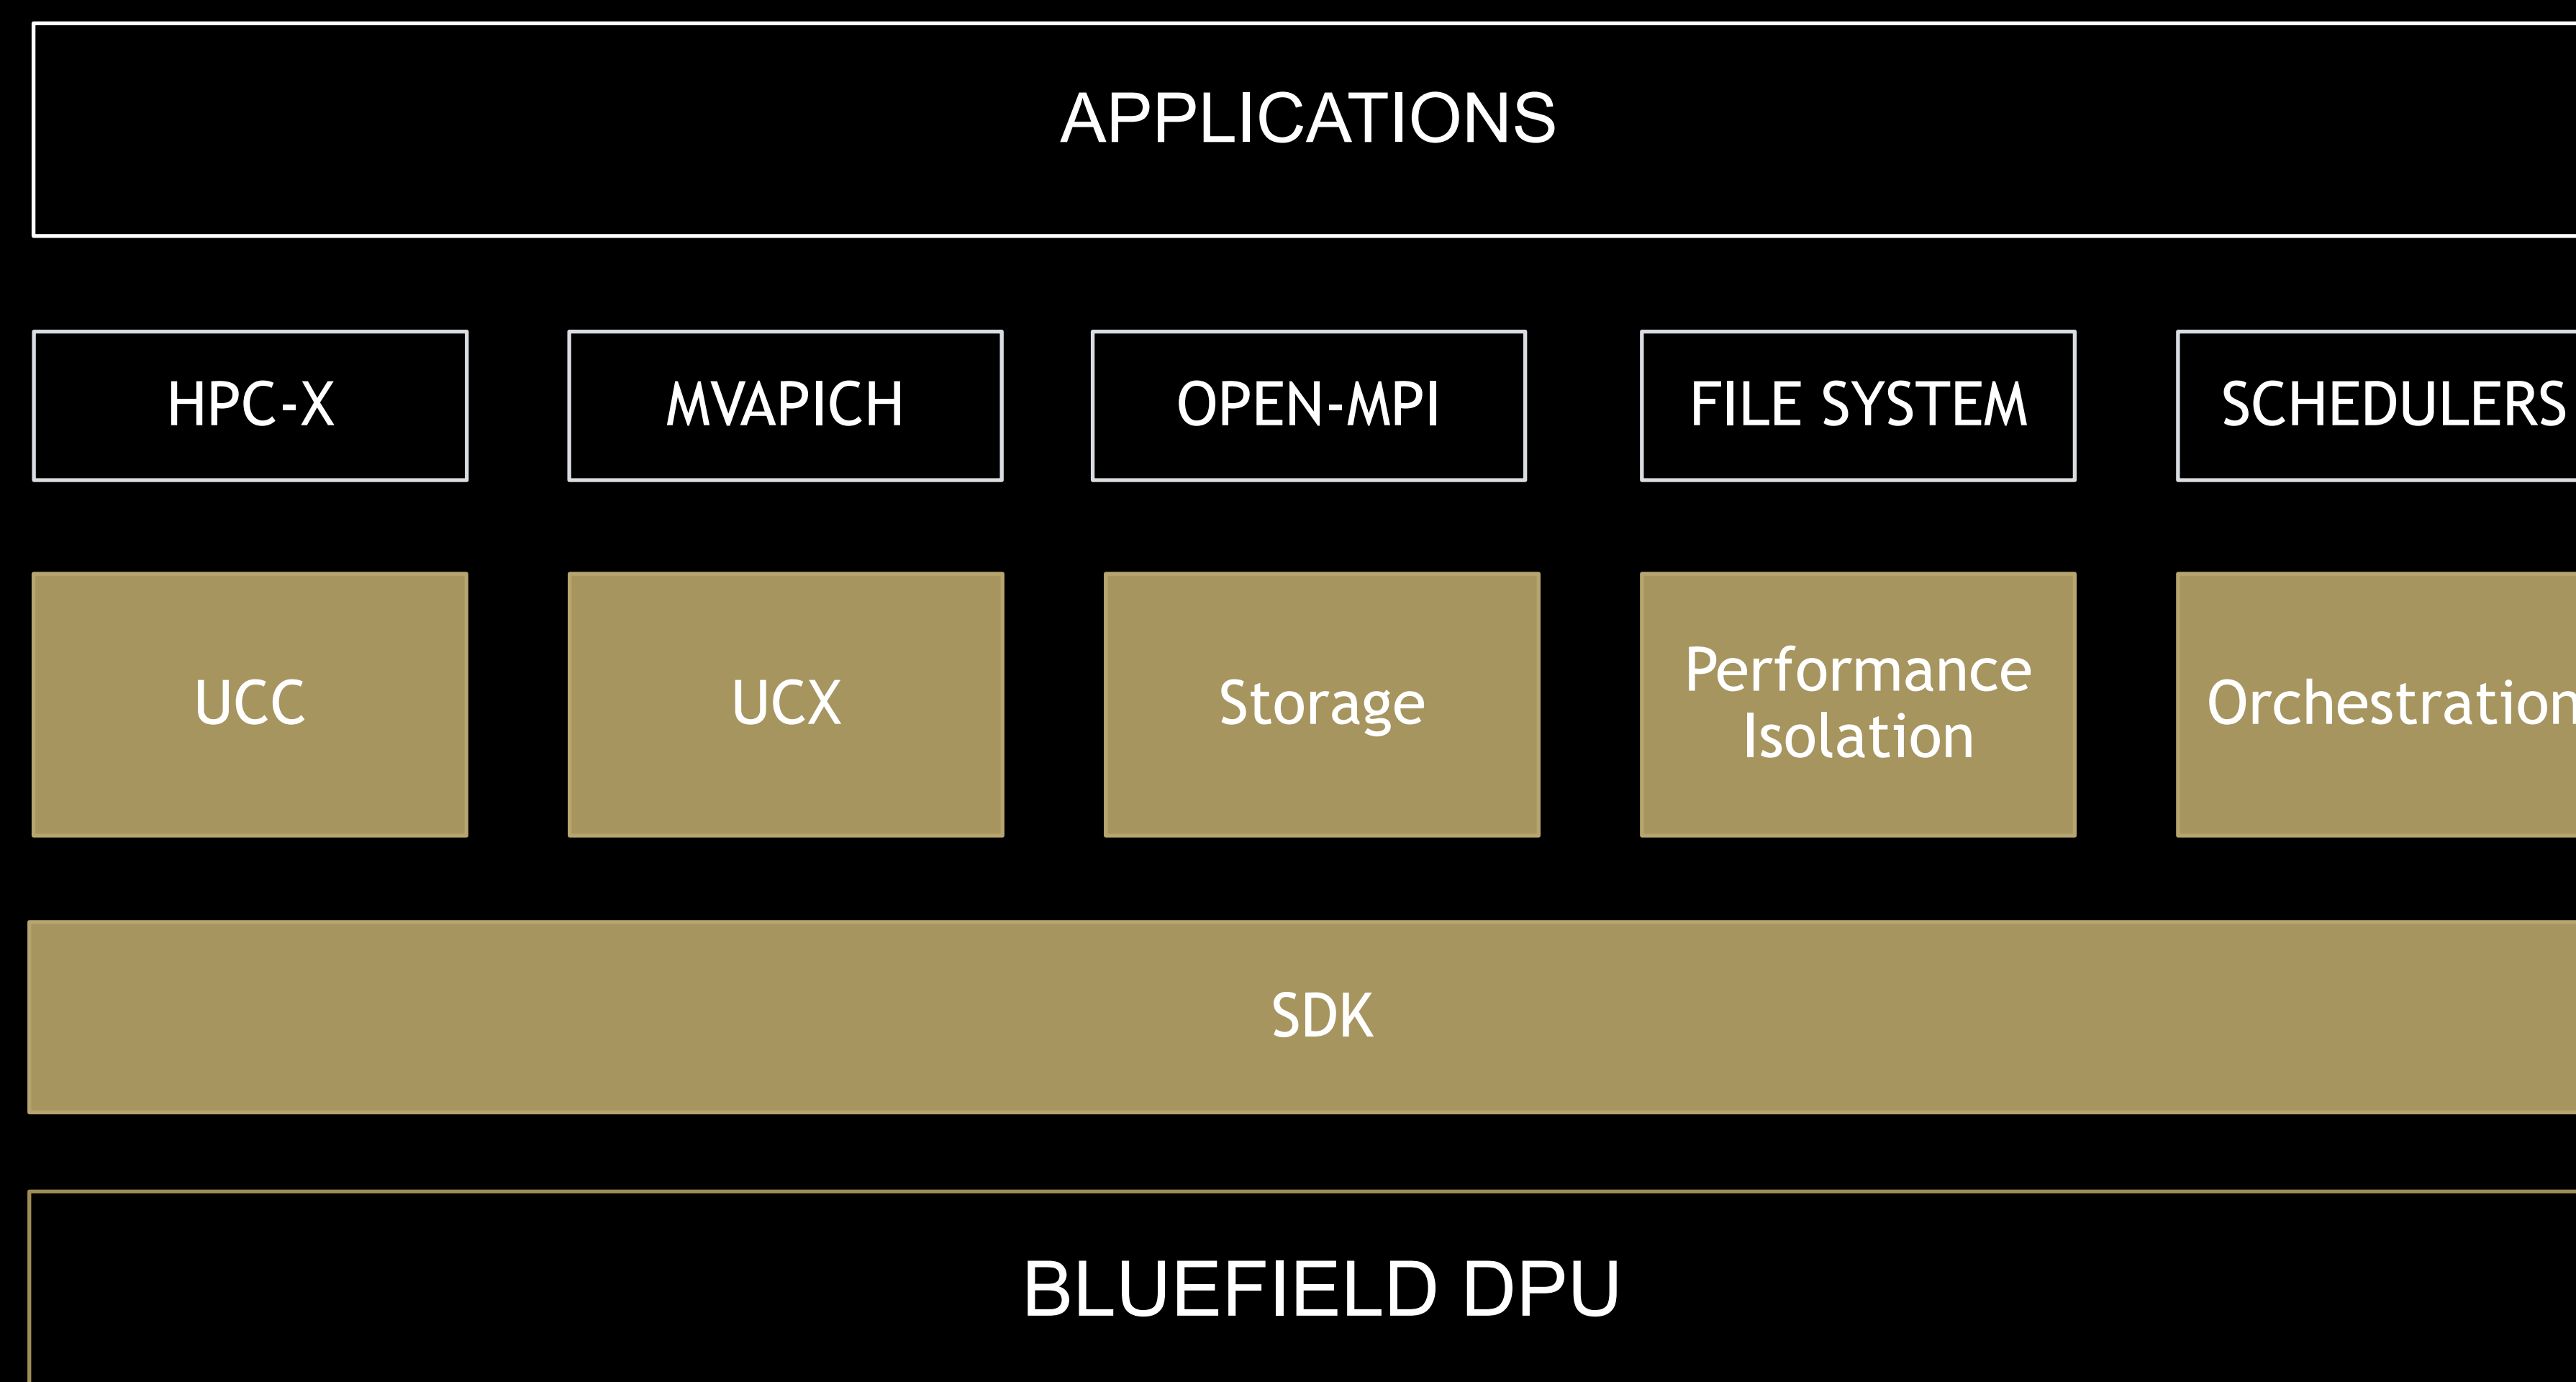 APPLICATIONS
HPC-X
MVAPICH
OPEN-MPI
FILE SYSTEM
SCHEDULERS
UCC
UCX
Storage
Performance
Isolation
Orchestration
SDK
BLUEFIELD DPU